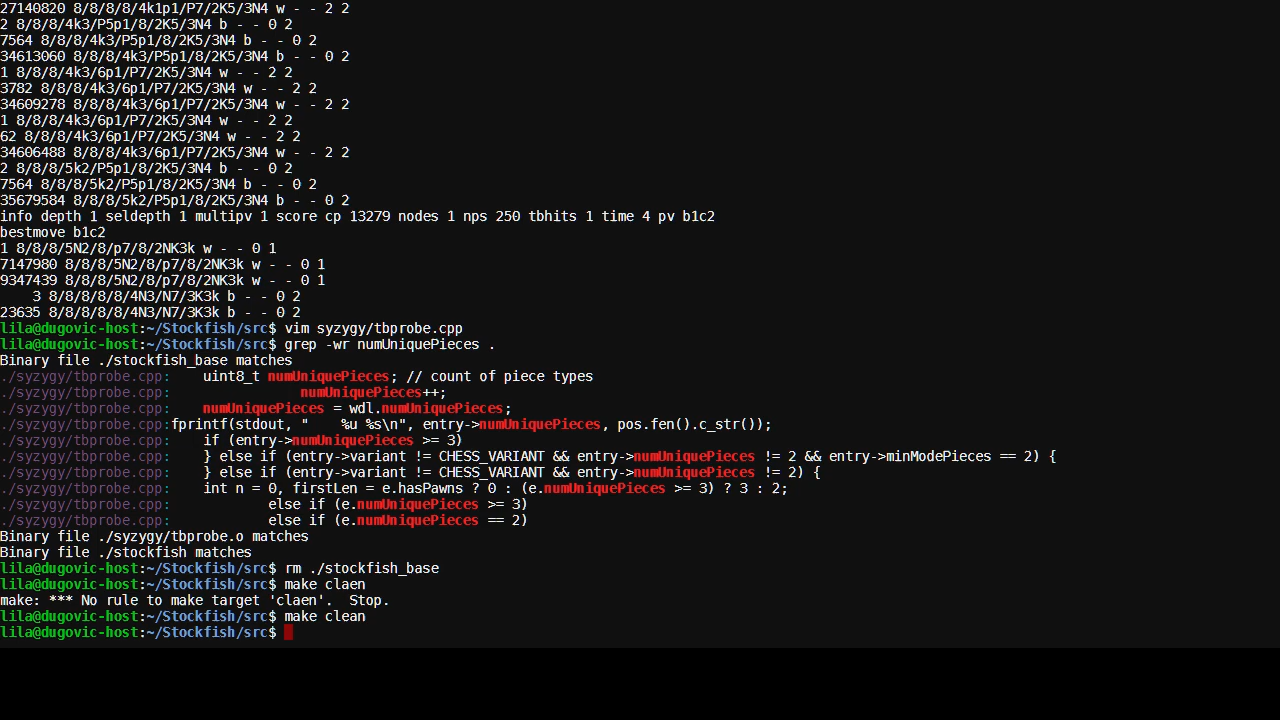 27140820 8/8/8/8/4k1p1/P7/2K5/3N4 w - - 2 2
2 8/8/8/4k3/P5p1/8/2K5/3N4 b - - 0 2
7564 8/8/8/4k3/P5p1/8/2K5/3N4 b - - 0 2
34613060 8/8/8/4k3/P5p1/8/2K5/3N4 b - - 0 2
1 8/8/8/4k3/6p1/P7/2K5/3N4 w - - 2 2
3782 8/8/8/4k3/6p1/P7/2K5/3N4 w - - 2 2
34609278 8/8/8/4k3/6p1/P7/2K5/3N4 w - - 2 2
1 8/8/8/4k3/6p1/P7/2K5/3N4 w - - 2 2
62 8/8/8/4k3/6p1/P7/2K5/3N4 w - - 2 2
34606488 8/8/8/4k3/6p1/P7/2K5/3N4 w - - 2 2
2 8/8/8/5k2/P5p1/8/2K5/3N4 b - - 0 2
7564 8/8/8/5k2/P5p1/8/2K5/3N4 b - - 0 2
35679584 8/8/8/5k2/P5p1/8/2K5/3N4 b - - 0 2
info depth 1 seldepth 1 multipv 1 score cp 13279 nodes 1 nps 250 tbhits 1 time 4 pv b1c2
bestmove b1c2
1 8/8/8/5N2/8/p7/8/2NK3k w - - 0 1
7147980 8/8/8/5N2/8/p7/8/2NK3k w - - 0 1
9347439 8/8/8/5N2/8/p7/8/2NK3k w - - 0 1
    3 8/8/8/8/8/4N3/N7/3K3k b - - 0 2
23635 8/8/8/8/8/4N3/N7/3K3k b - - 0 2
lila@dugovic-host:~/Stockfish/src$ vim syzygy/tbprobe.cpp
lila@dugovic-host:~/Stockfish/src$ grep -wr numUniquePieces .
Binary file ./stockfish_base matches
./syzygy/tbprobe.cpp:    uint8_t numUniquePieces; // count of piece types
./syzygy/tbprobe.cpp:                numUniquePieces++;
./syzygy/tbprobe.cpp:    numUniquePieces = wdl.numUniquePieces;
./syzygy/tbprobe.cpp:fprintf(stdout, "    %u %s\n", entry->numUniquePieces, pos.fen().c_str());
./syzygy/tbprobe.cpp:    if (entry->numUniquePieces >= 3)
./syzygy/tbprobe.cpp:    } else if (entry->variant != CHESS_VARIANT && entry->numUniquePieces != 2 && entry->minModePieces == 2) {
./syzygy/tbprobe.cpp:    } else if (entry->variant != CHESS_VARIANT && entry->numUniquePieces != 2) {
./syzygy/tbprobe.cpp:    int n = 0, firstLen = e.hasPawns ? 0 : (e.numUniquePieces >= 3) ? 3 : 2;
./syzygy/tbprobe.cpp:            else if (e.numUniquePieces >= 3)
./syzygy/tbprobe.cpp:            else if (e.numUniquePieces == 2)
Binary file ./syzygy/tbprobe.o matches
Binary file ./stockfish matches
lila@dugovic-host:~/Stockfish/src$ rm ./stockfish_base
lila@dugovic-host:~/Stockfish/src$ make claen
make: *** No rule to make target 'claen'.  Stop.
lila@dugovic-host:~/Stockfish/src$ make clean
lila@dugovic-host:~/Stockfish/src$